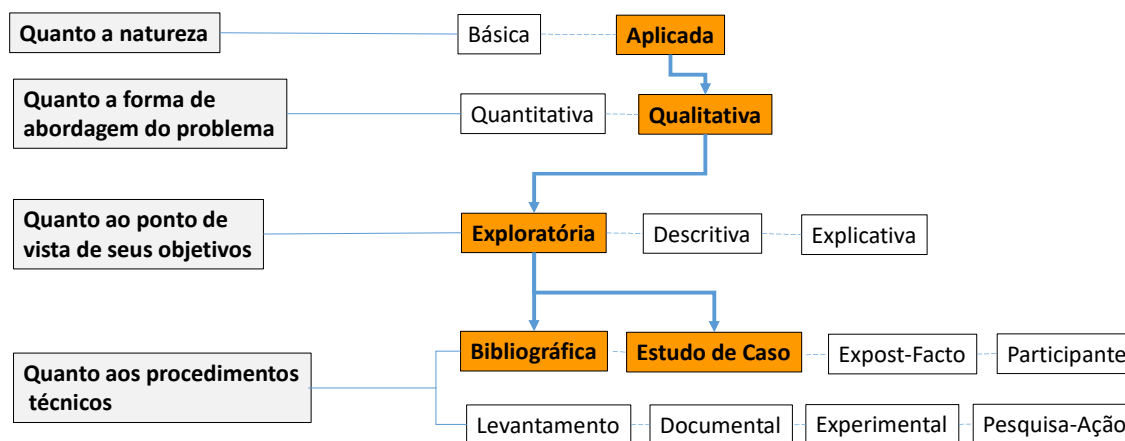 Quanto a natureza
Básica
Aplicada
Quanto a forma de
abordagem do problema
Quantitativa
Qualitativa
Quanto ao ponto de
vista de seus objetivos
Exploratória
Descritiva
Explicativa
Quanto aos procedimentos
técnicos
Bibliográfica
Estudo de Caso
Expost-Facto
Participante
Levantamento
Documental
Experimental
Pesquisa-Ação